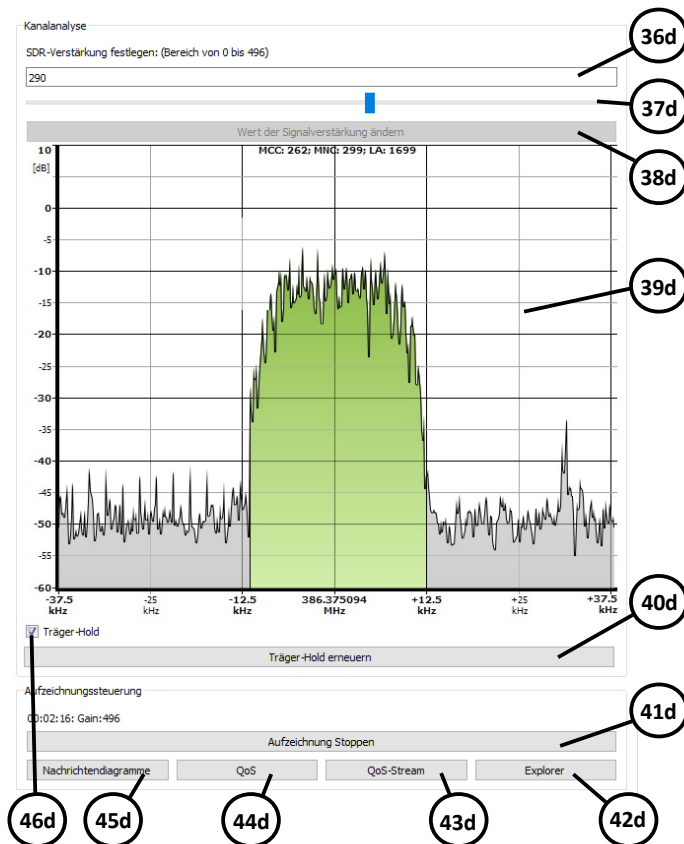 Kanalanalyse
36d
SDR-Verstärkung festlegen: (Bereich von 0 bis 496)
290
37d
Wert der Signalverstärkung ändern
38d
10
MCC: 262; MNC: 299; LA: 1699
[dB]
0
-5
-10
39d
-15
-20
-25
-30
-35
-40
-45
-50
-55
-60
-37.5 -25 -12.5 386.375094 +12.5 +25 +37.5
kHz kHz kHz MHz kHz kHz kHz
40d
Träger-Hold
Träger-Hold erneuern
Aufzeichnungssteuerung
41d
00:02:16: Gain:496
Aufzeichnung Stoppen
Nachrichtendiagramme QoS QoS-Stream Explorer
46d 45d 44d 43d 42d